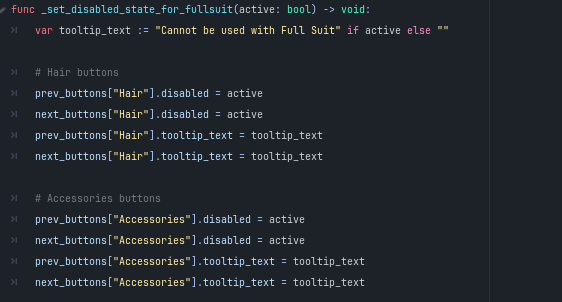 func _set_disabled_state_for_fullsuit(active: bool) -> void:
var tooltip_text := "Cannot be used with Full Suit" if active else ""
# Hair buttons
prev_buttons["Hair"].disabled = active
next_buttons["Hair"].disabled = active
prev_buttons["Hair"].tooltip_text = tooltip_text
next_buttons["Hair"].tooltip_text = tooltip_text
# Accessories buttons
prev_buttons["Accessories"].disabled = active
next_buttons["Accessories"].disabled = active
prev_buttons["Accessories"].tooltip_text = tooltip_text
next_buttons["Accessories"].tooltip_text = tooltip_text